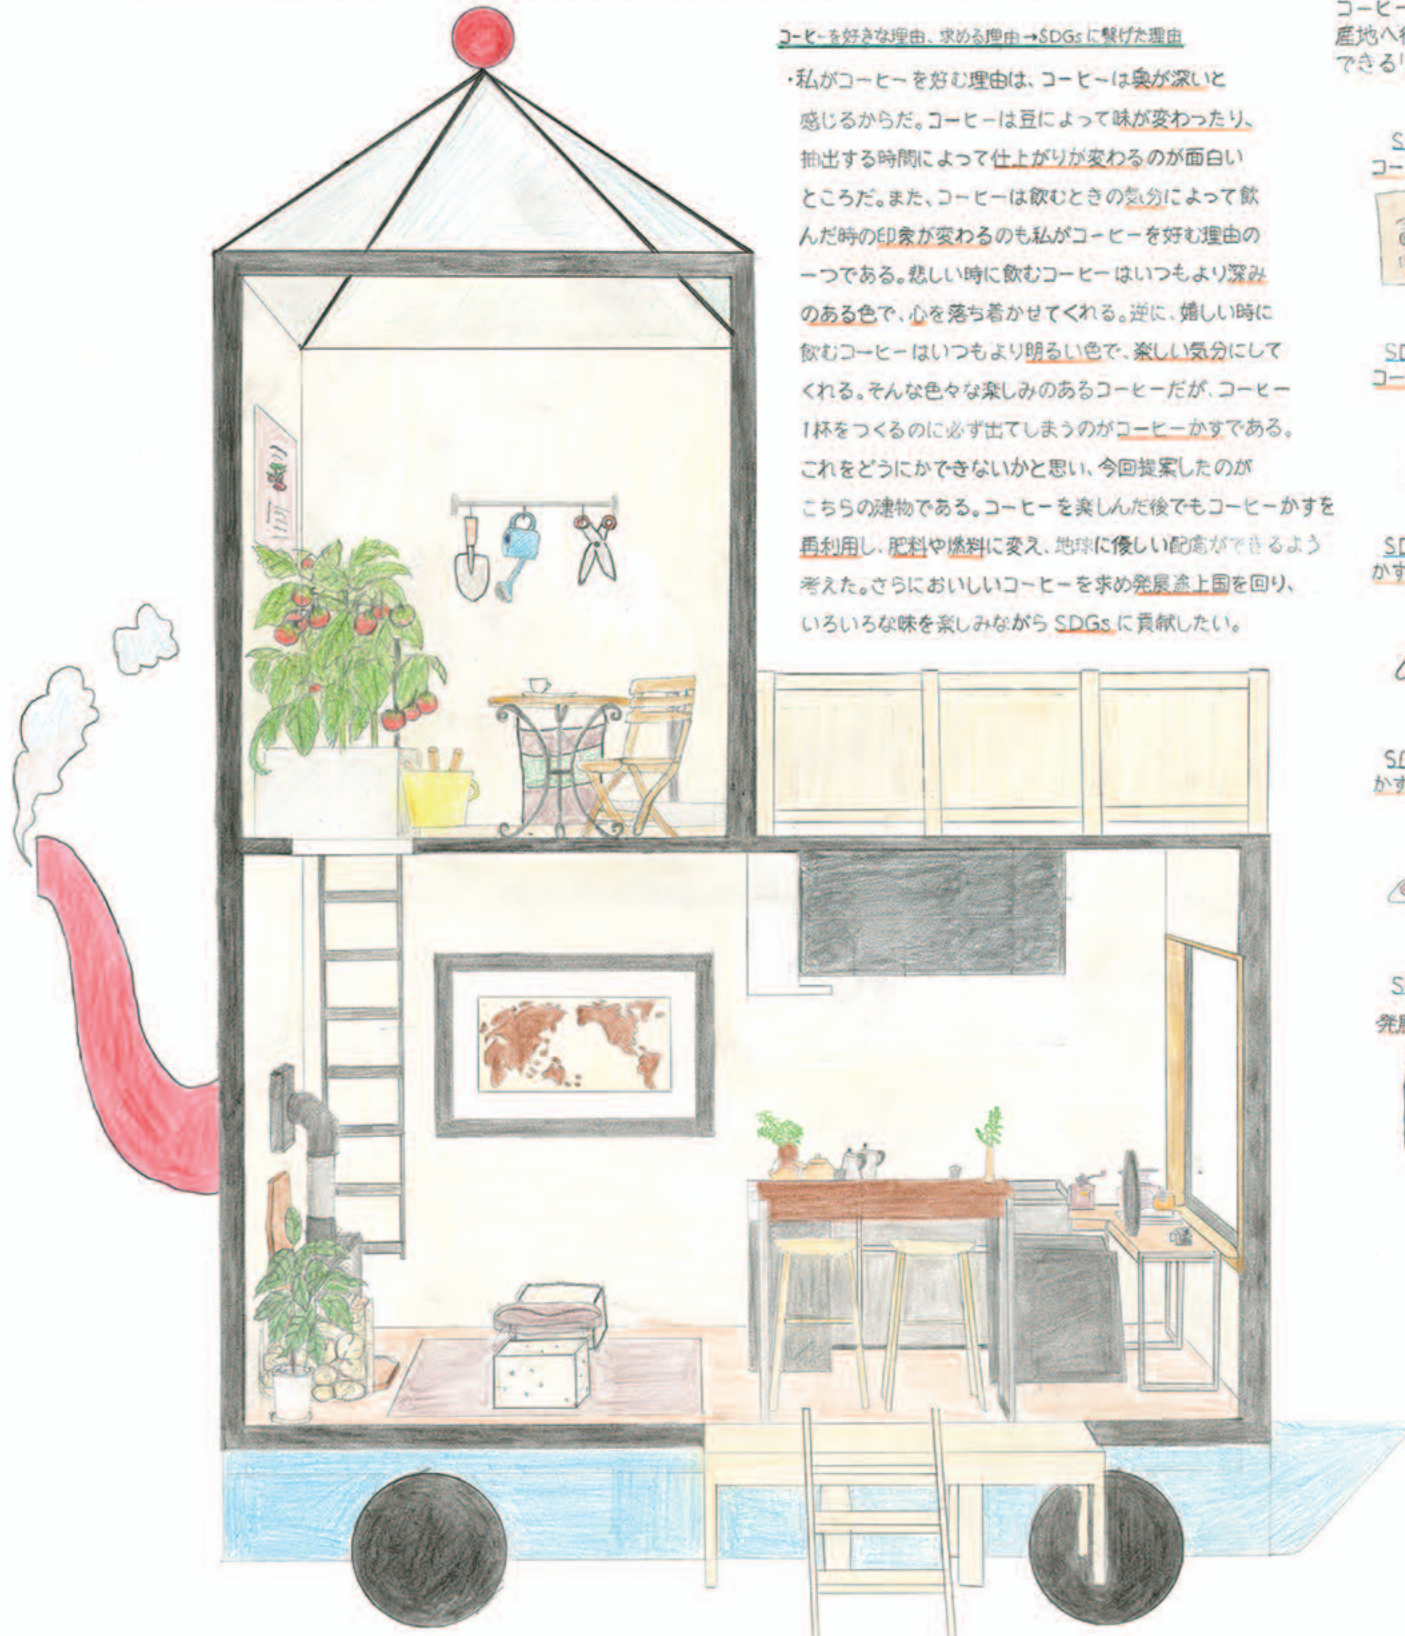 コーヒーを好きな理由、求める理由→SDGsに繋げた理由
・私がコーヒーを好む理由は、コーヒーは奥が深いと
感じるからだ。コーヒーは豆によって味が変わったり、
抽出する時間によって仕上がりが変わるのが面白い
ところだ。また、コーヒーは飲むときの気分によって飲
んだ時の印象が変わるのも私がコーヒーを好む理由の
一つである。悲しい時に飲むコーヒーはいつもより深み
のある色で、心を落ち着かせてくれる。逆に、嬉しい時に
飲むコーヒーはいつもより明るい色で、楽しい気分にして
くれる。そんな色々な楽しみのあるコーヒーだが、コーヒー
1杯をつくるのに必ず出てしまうのがコーヒーかすである。
これをどうにかできないかと思い、今回提案したのが
こちらの建物である。コーヒーを楽しんだ後でもコーヒーかすを
再利用し、肥料や燃料に変え、地球に優しい配慮ができるよう
考えた。さらにおいしいコーヒーを求め発展途上国を回り、
いろいろな味を楽しみながらSDGsに貢献したい。
コーヒー
産地へ
できる
コー
かす
かす